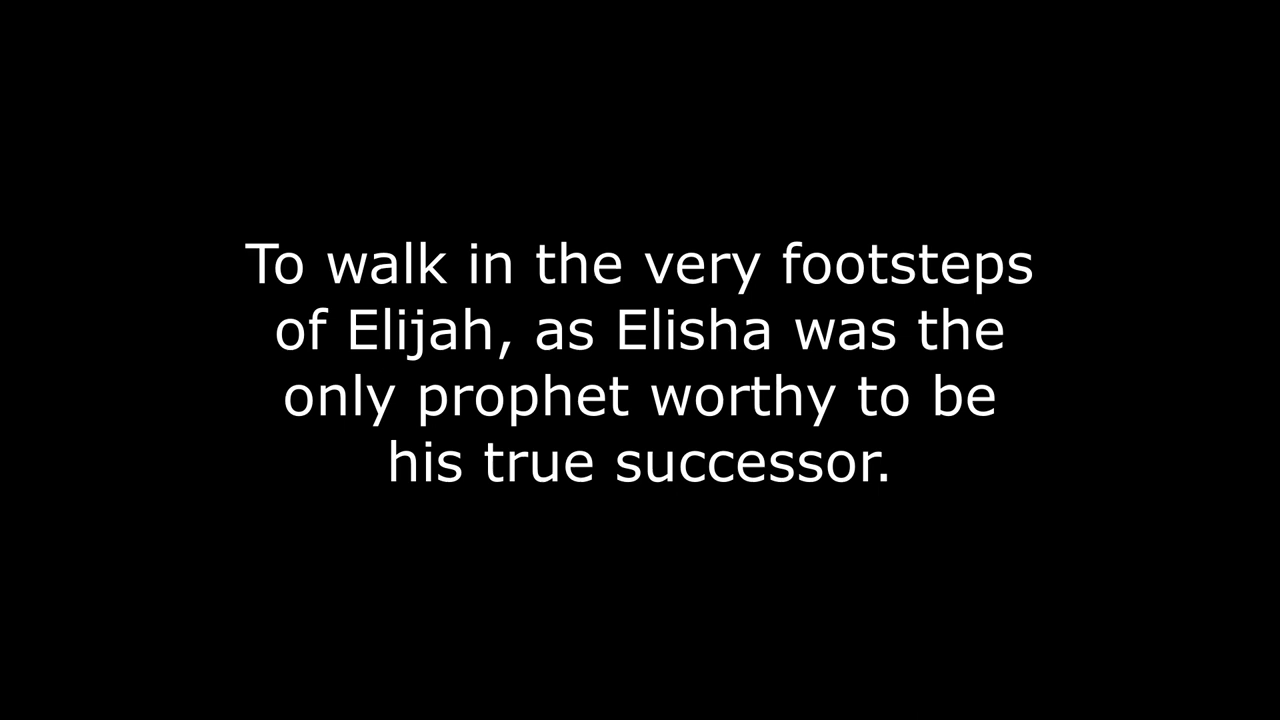 To walk in the very footsteps
of Elijah, as Elisha was the
only prophet worthy to be
his true successor.